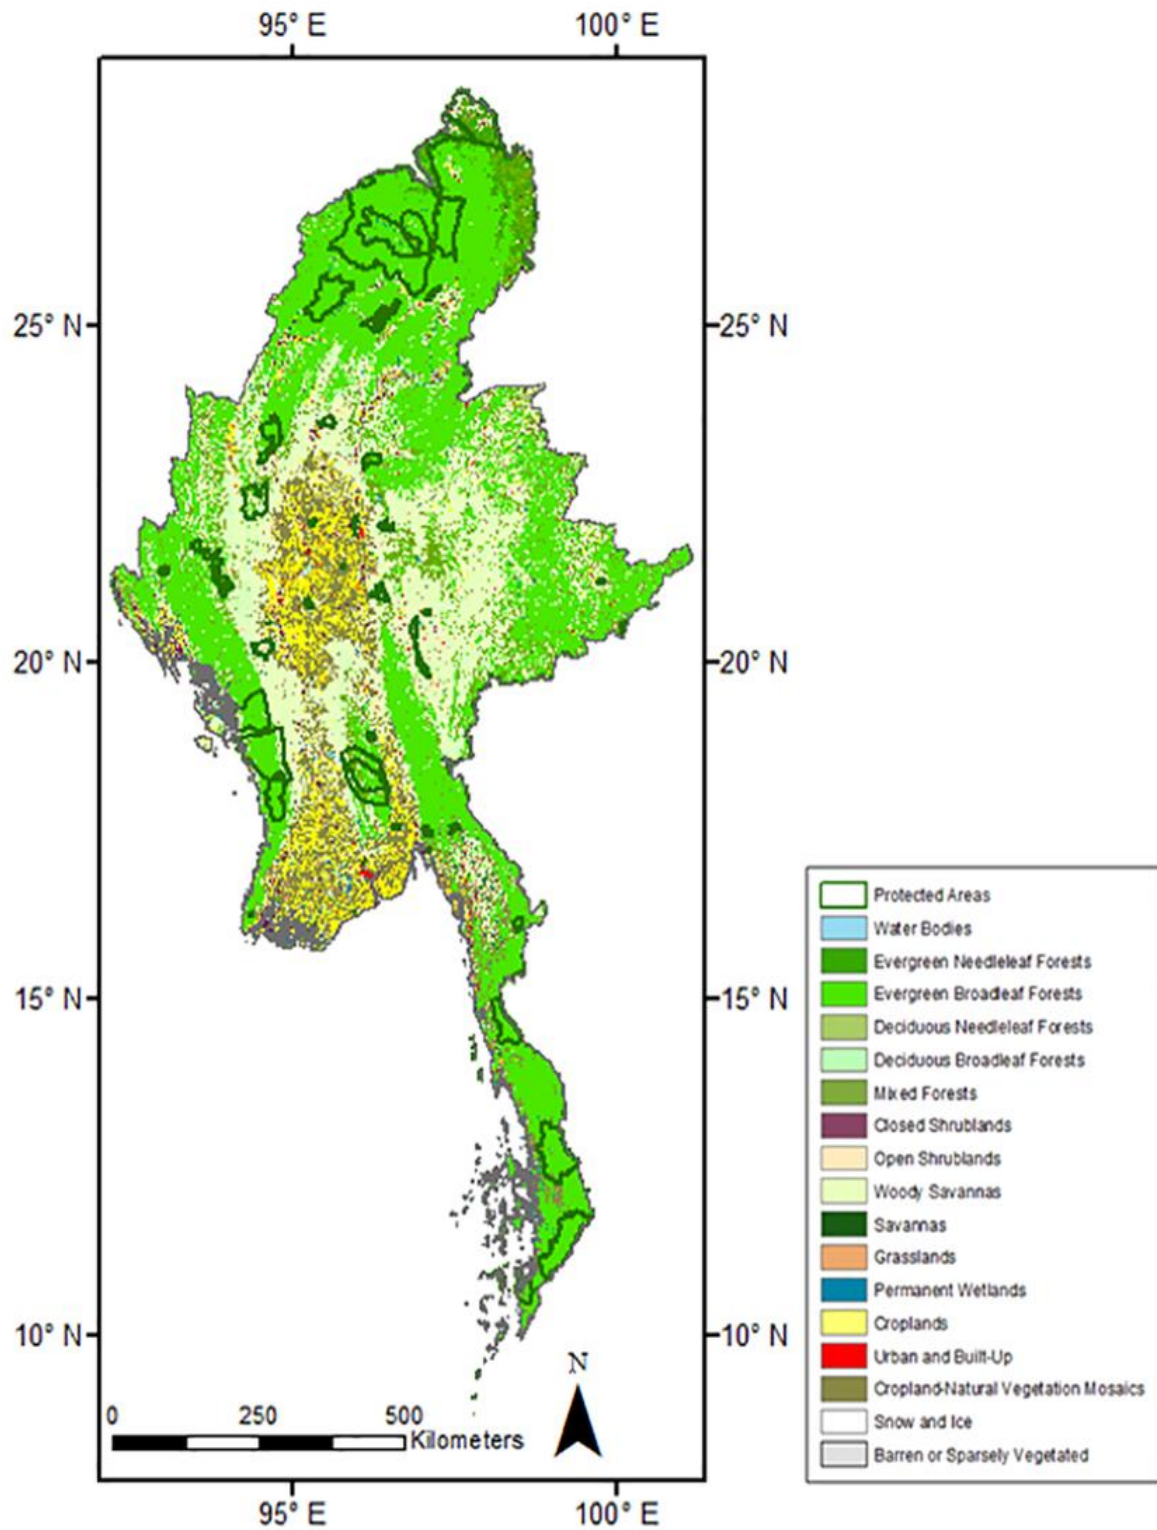 95° E 100° E
25° N 25° N
20° N 20° N
15° N 15° N
10° N 10° N
N
0 250 500
Kilometers
95° E 100° E
Protected Areas
Water Bodies
Evergreen Needleleaf Forests
Evergreen Broadleaf Forests
Deciduous Needleleaf Forests
Deciduous Broadleaf Forests
Mixed Forests
Closed Shrublands
Open Shrublands
Woody Savannas
Savannas
Grasslands
Permanent Wetlands
Croplands
Urban and Built-Up
Cropland-Natural Vegetation Mosaics
Snow and Ice
Barren or Sparsely Vegetated